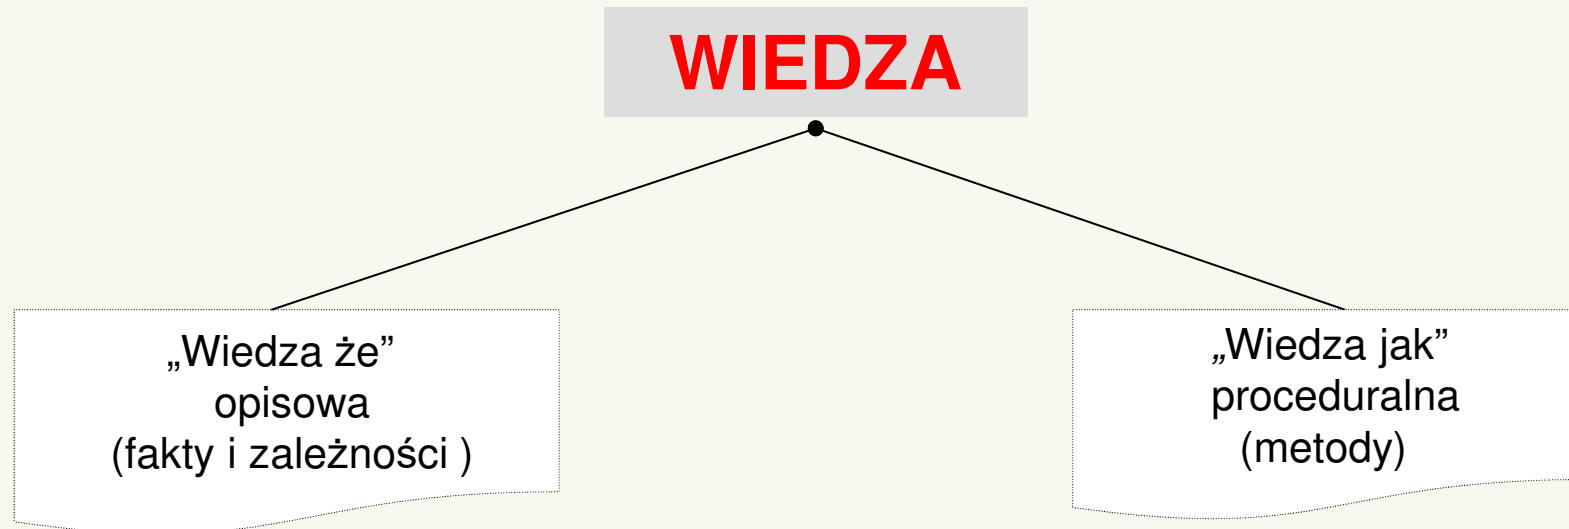 WIEDZA
„Wiedza że”
opisowa
(fakty i zależności )
„Wiedza jak”
proceduralna
(metody)